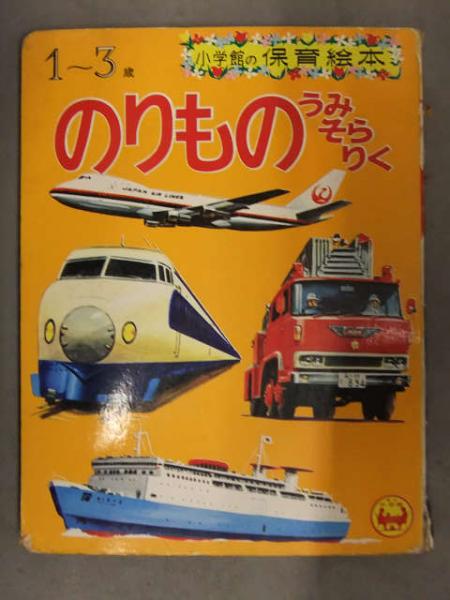 1〜3歳
小学館の保育絵本
のりもの
うみ
そら
りく
JAPAN AIR LINES
894